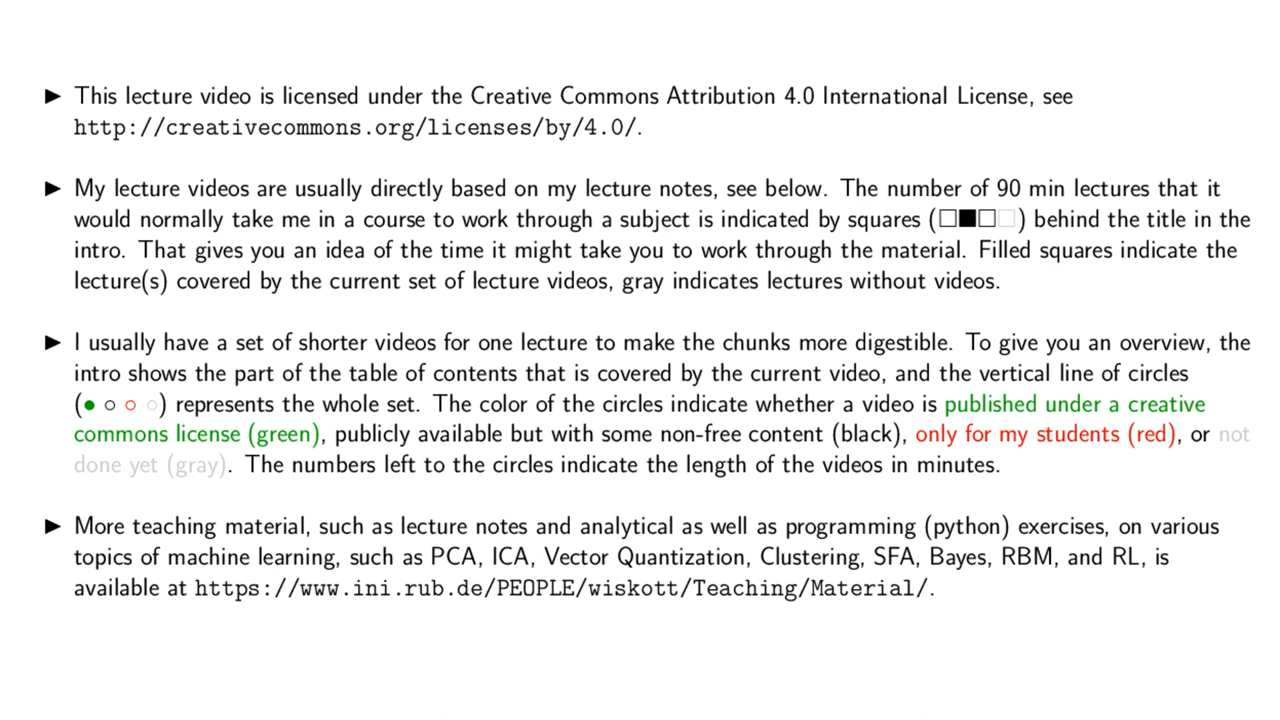 ► This lecture video is licensed under the Creative Commons Attribution 4.0 International License, see
http://creativecommons.org/licenses/by/4.0/.
► My lecture videos are usually directly based on my lecture notes, see below. The number of 90 min lectures that it
would normally take me in a course to work through a subject is indicated by squares (□■□□) behind the title in the
intro. That gives you an idea of the time it might take you to work through the material. Filled squares indicate the
lecture(s) covered by the current set of lecture videos, gray indicates lectures without videos.
► I usually have a set of shorter videos for one lecture to make the chunks more digestible. To give you an overview, the
intro shows the part of the table of contents that is covered by the current video, and the vertical line of circles
(● ○ ○ ○) represents the whole set. The color of the circles indicate whether a video is published under a creative
commons license (green), publicly available but with some non-free content (black), only for my students (red), or not
done yet (gray). The numbers left to the circles indicate the length of the videos in minutes.
► More teaching material, such as lecture notes and analytical as well as programming (python) exercises, on various
topics of machine learning, such as PCA, ICA, Vector Quantization, Clustering, SFA, Bayes, RBM, and RL, is
available at https://www.ini.rub.de/PEOPLE/wiskott/Teaching/Material/.